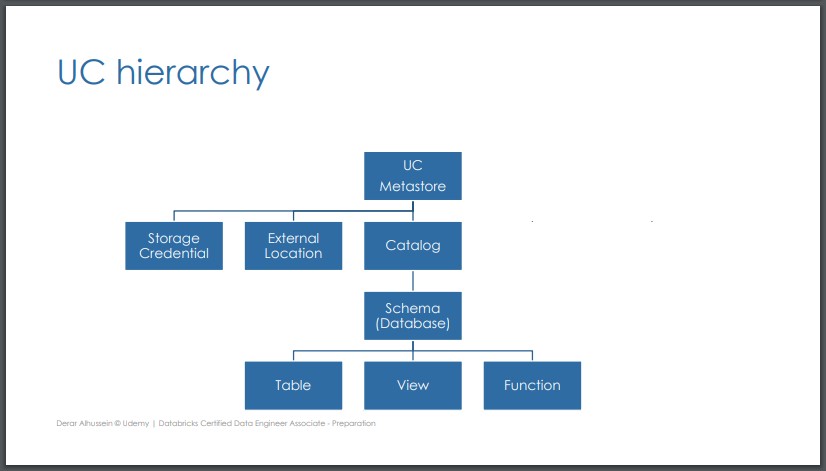 UC hierarchy
UC
Metastore
Storage
Credential
External
Location
Catalog
Schema
(Database)
Table
View
Function
Derar Alhussein © Udemy | Databricks Certified Data Engineer Associate - Preparation